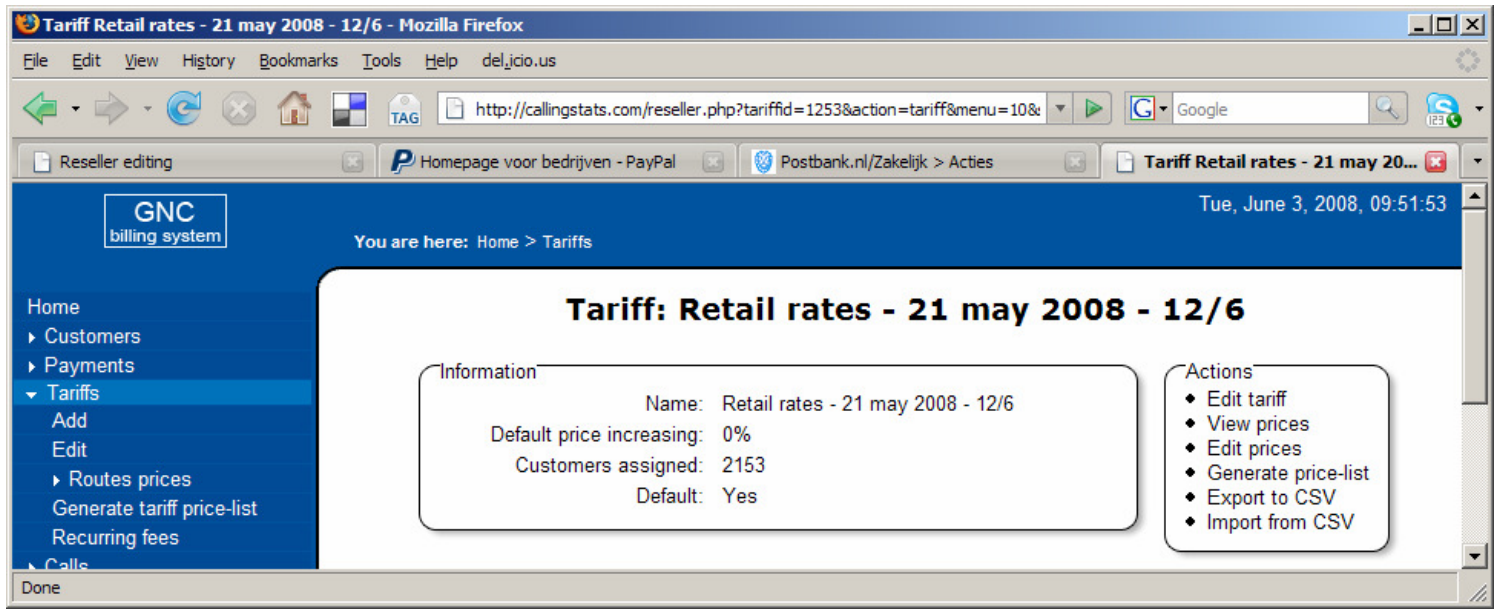 Tariff Retail rates - 21 may 2008 - 12/6 - Mozilla Firefox
File Edit View History Bookmarks Tools Help del.icio.us
TAG http://callingstats.com/reseller.php?tariffid=1253&action=tariff&menu=10& G Google 123
Reseller editing P Homepage voor bedrijven - PayPal Postbank.nl/Zakelijk > Acties Tariff Retail rates - 21 may 20...
GNC
billing system
Tue, June 3, 2008, 09:51:53
You are here: Home > Tariffs
Home
Customers
Payments
Tariffs
Add
Edit
Routes prices
Generate tariff price-list
Recurring fees
Calls
Tariff: Retail rates - 21 may 2008 - 12/6
Information
Name: Retail rates - 21 may 2008 - 12/6
Default price increasing: 0%
Customers assigned: 2153
Default: Yes
Actions
Edit tariff
View prices
Edit prices
Generate price-list
Export to CSV
Import from CSV
Done